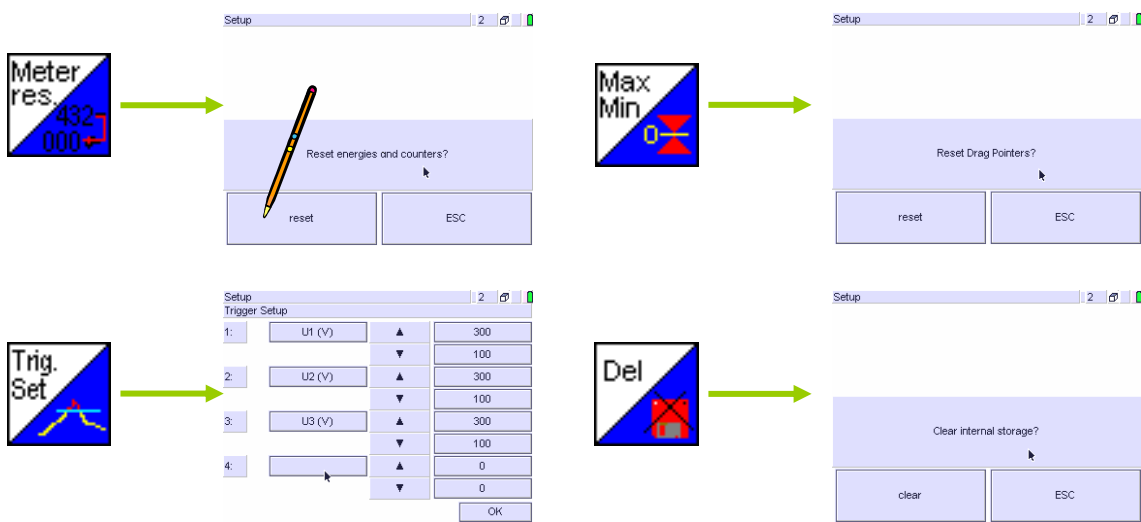 Meter
res.
432
000
Setup 2
Reset energies and counters?
reset ESC
Max
Min
0
Setup 2
Reset Drag Pointers?
reset ESC
Trig.
Set
Setup 2
Trigger Setup
1: U1 (V) ▲ 300
▼ 100
2: U2 (V) ▲ 300
▼ 100
3: U3 (V) ▲ 300
▼ 100
4: ▲ 0
▼ 0
OK
Del
Setup 2
Clear internal storage?
clear ESC